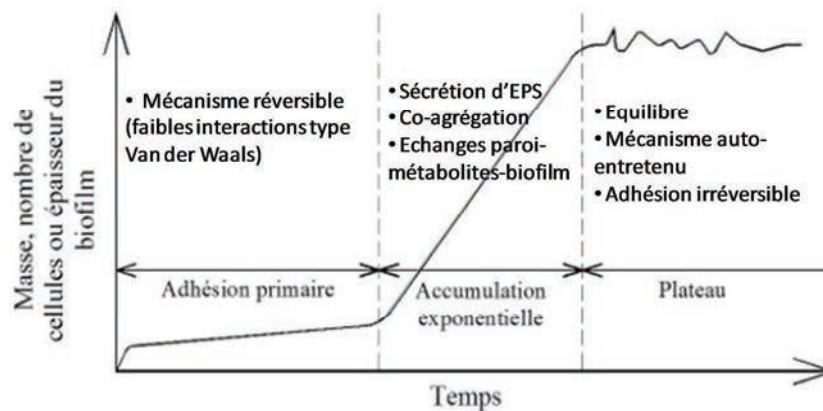 Masse, nombre de
cellules ou épaisseur du
biofilm
• Mécanisme réversible
(faibles interactions type
Van der Waals)
• Sécrétion d'EPS
• Co-agrégation
• Echanges paroi-
métabolites-biofilm
• Equilibre
• Mécanisme auto-
entretenu
• Adhésion irréversible
Adhésion primaire
Accumulation
exponentielle
Plateau
Temps